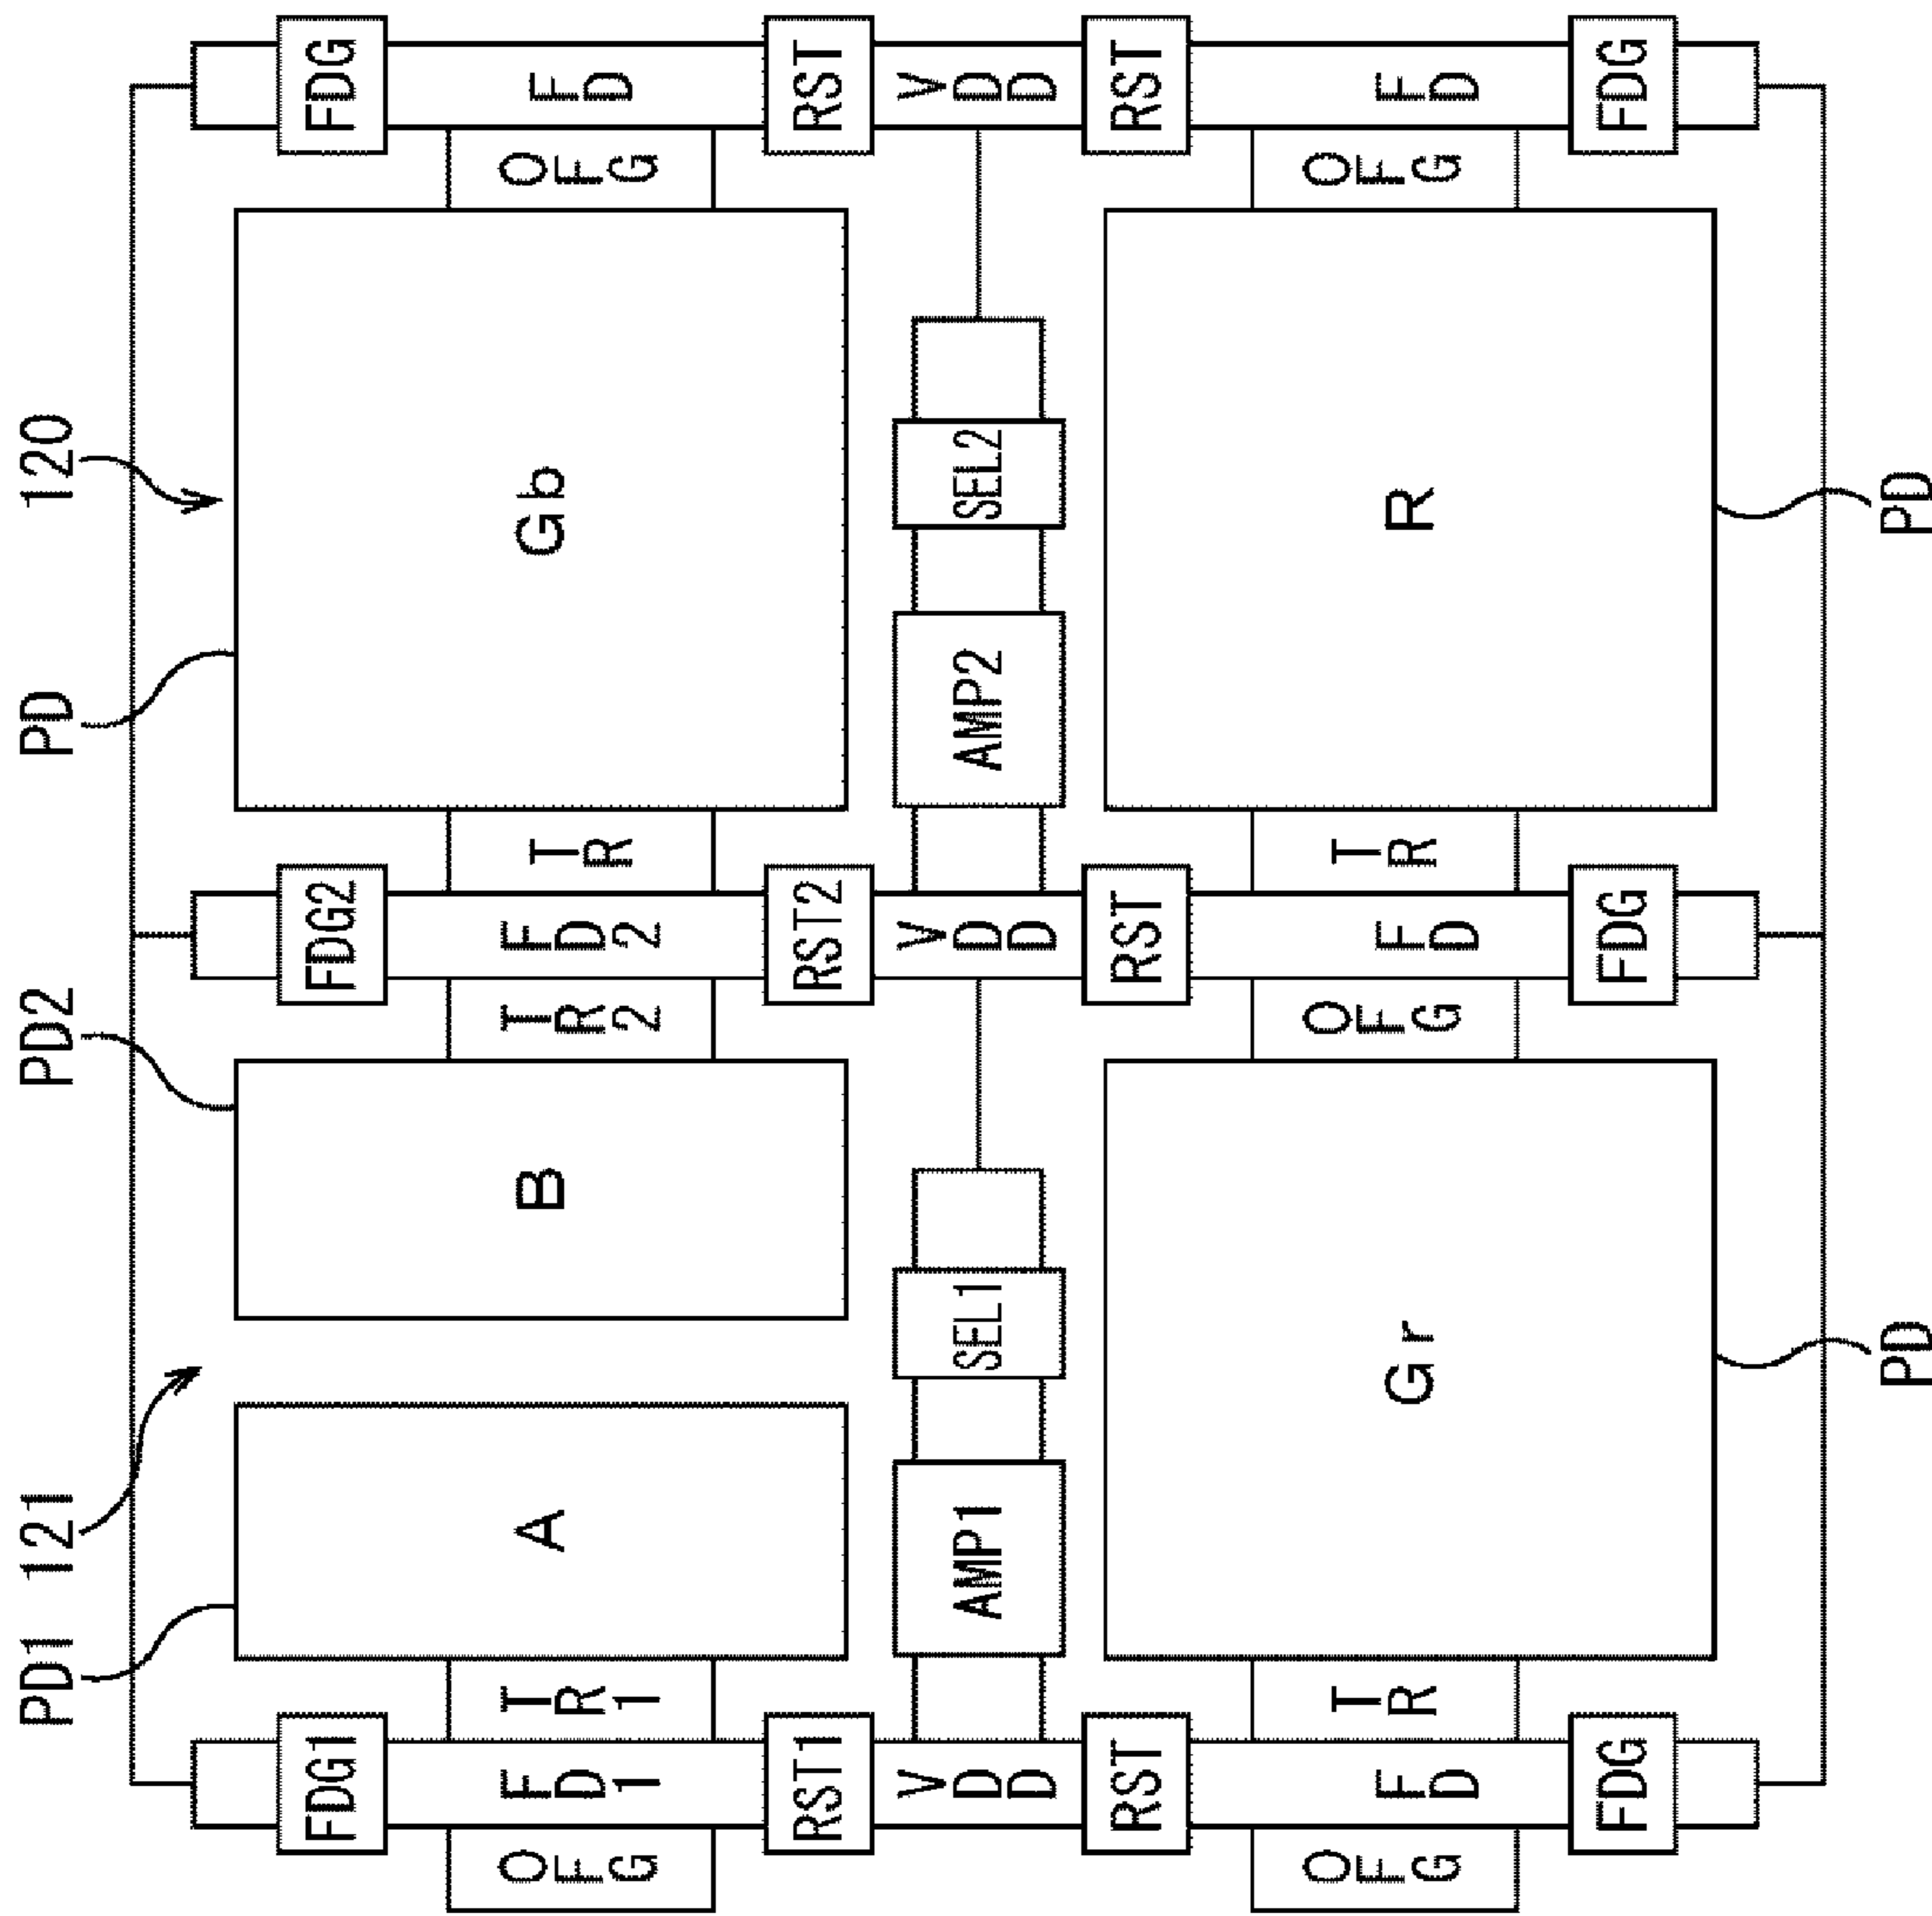 PD1
121
PD2
PD
120
FDG1
FDG2
FDG
OFG
FD1
TR1
A
B
TR2
FD2
TR
Gb
OFG
FD
RST1
RST2
RST
VDD
AMP1
SEL1
VDD
AMP2
SEL2
VDD
RST
RST
RST
OFG
FD
TR
Gr
OFG
FD
TR
R
OFG
FD
FDG
FDG
FDG
PD
PD